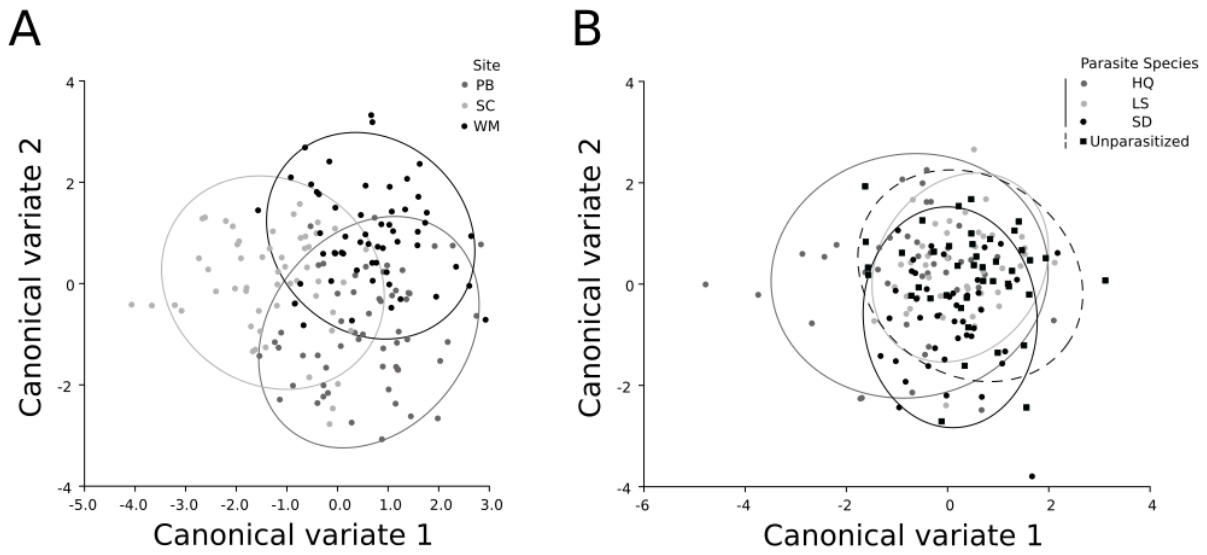 A
Site
PB
SC
WM
Canonical variate 2
4
2
0
-2
-4
-5.0 -4.0 -3.0 -2.0 -1.0 0.0 1.0 2.0 3.0
Canonical variate 1
B
Parasite Species
HQ
LS
SD
Unparasitized
Canonical variate 2
4
2
0
-2
-4
-6 -4 -2 0 2 4
Canonical variate 1